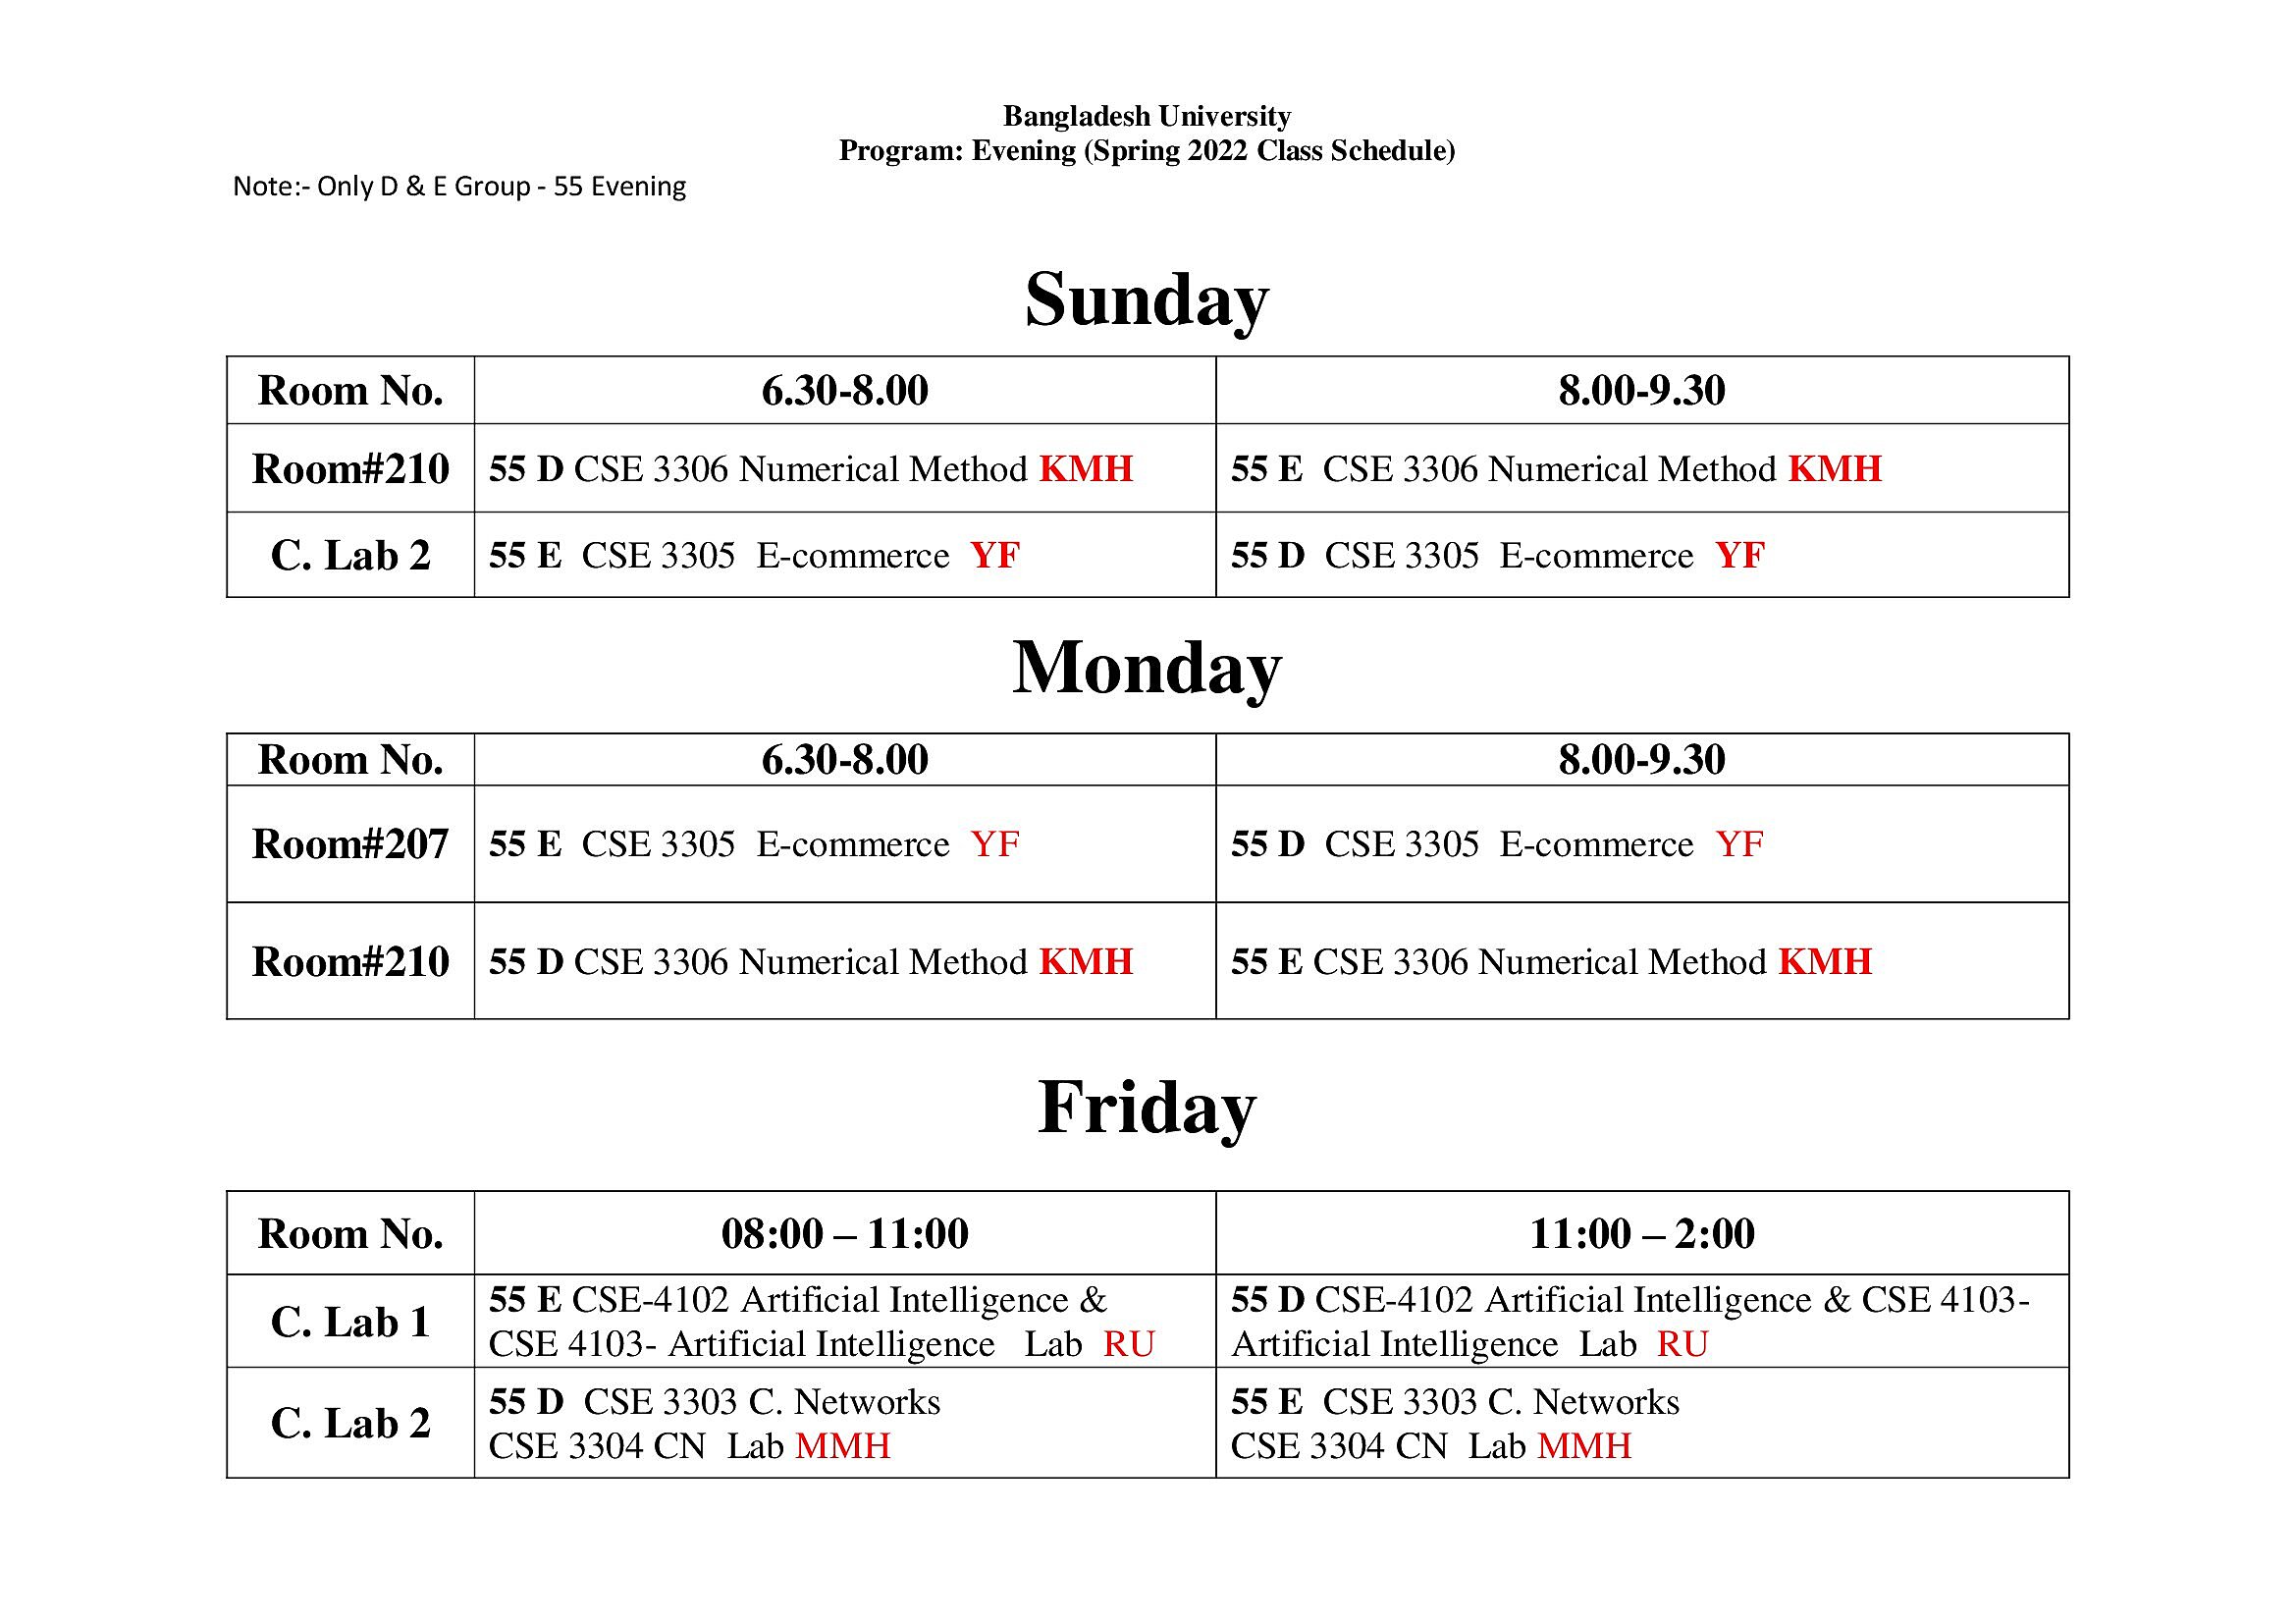 Bangladesh University
Program: Evening (Spring 2022 Class Schedule)
Note:- Only D & E Group - 55 Evening
Sunday
Room No. 6.30-8.00 8.00-9.30
Room#210 55 D CSE 3306 Numerical Method KMH 55 E CSE 3306 Numerical Method KMH
C. Lab 2 55 E CSE 3305 E-commerce YF 55 D CSE 3305 E-commerce YF
Monday
Room No. 6.30-8.00 8.00-9.30
Room#207 55 E CSE 3305 E-commerce YF 55 D CSE 3305 E-commerce YF
Room#210 55 D CSE 3306 Numerical Method KMH 55 E CSE 3306 Numerical Method KMH
Friday
Room No. 08:00 – 11:00 11:00 – 2:00
C. Lab 1
55 E CSE-4102 Artificial Intelligence &
CSE 4103- Artificial Intelligence Lab RU
55 D CSE-4102 Artificial Intelligence & CSE 4103-
Artificial Intelligence Lab RU
C. Lab 2
55 D CSE 3303 C. Networks
CSE 3304 CN Lab MMH
55 E CSE 3303 C. Networks
CSE 3304 CN Lab MMH